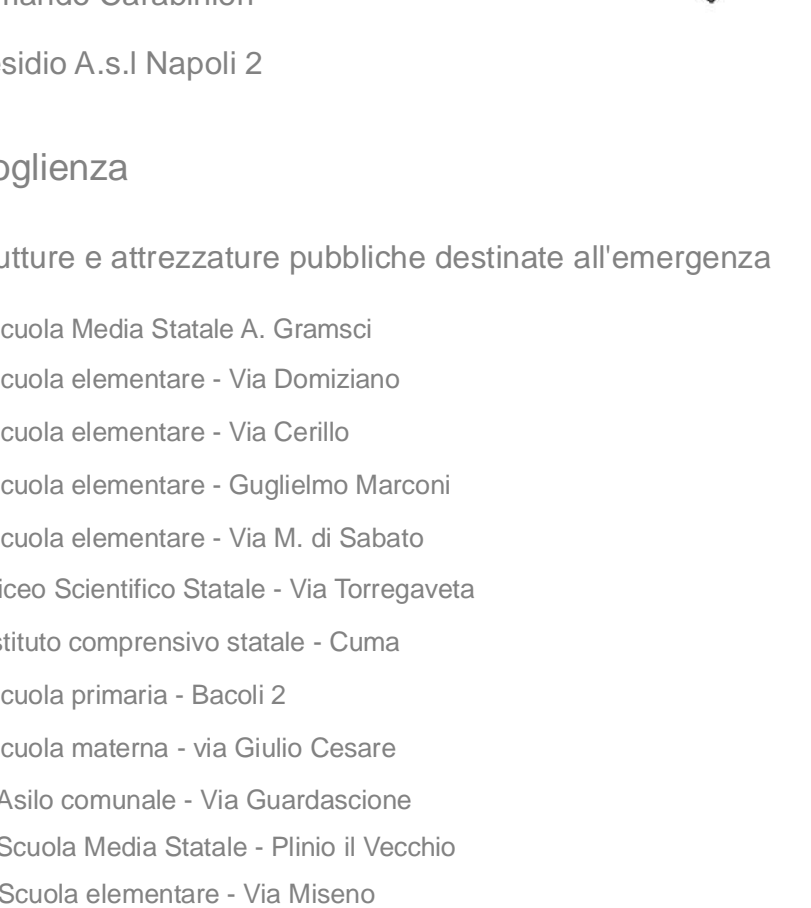 Carabinieri
esidio A.s.l Napoli 2
oglienza
utture e attrezzature pubbliche destinate all'emergenza
cuola Media Statale A. Gramsci
cuola elementare - Via Domiziano
cuola elementare - Via Cerillo
cuola elementare - Guglielmo Marconi
cuola elementare - Via M. di Sabato
iceo Scientifico Statale - Via Torregaveta
stituto comprensivo statale - Cuma
cuola primaria - Bacoli 2
cuola materna - via Giulio Cesare
Asilo comunale - Via Guardascione
Scuola Media Statale - Plinio il Vecchio
Scuola elementare - Via Miseno